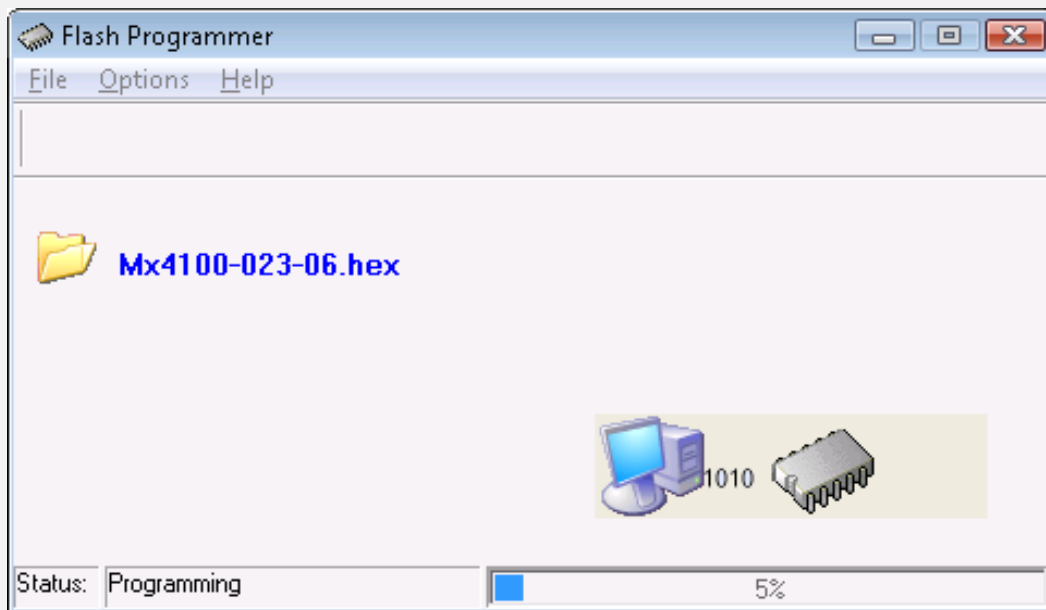 Flash Programmer
File Options Help
Mx4100-023-06.hex
1010
Status: Programming 5%